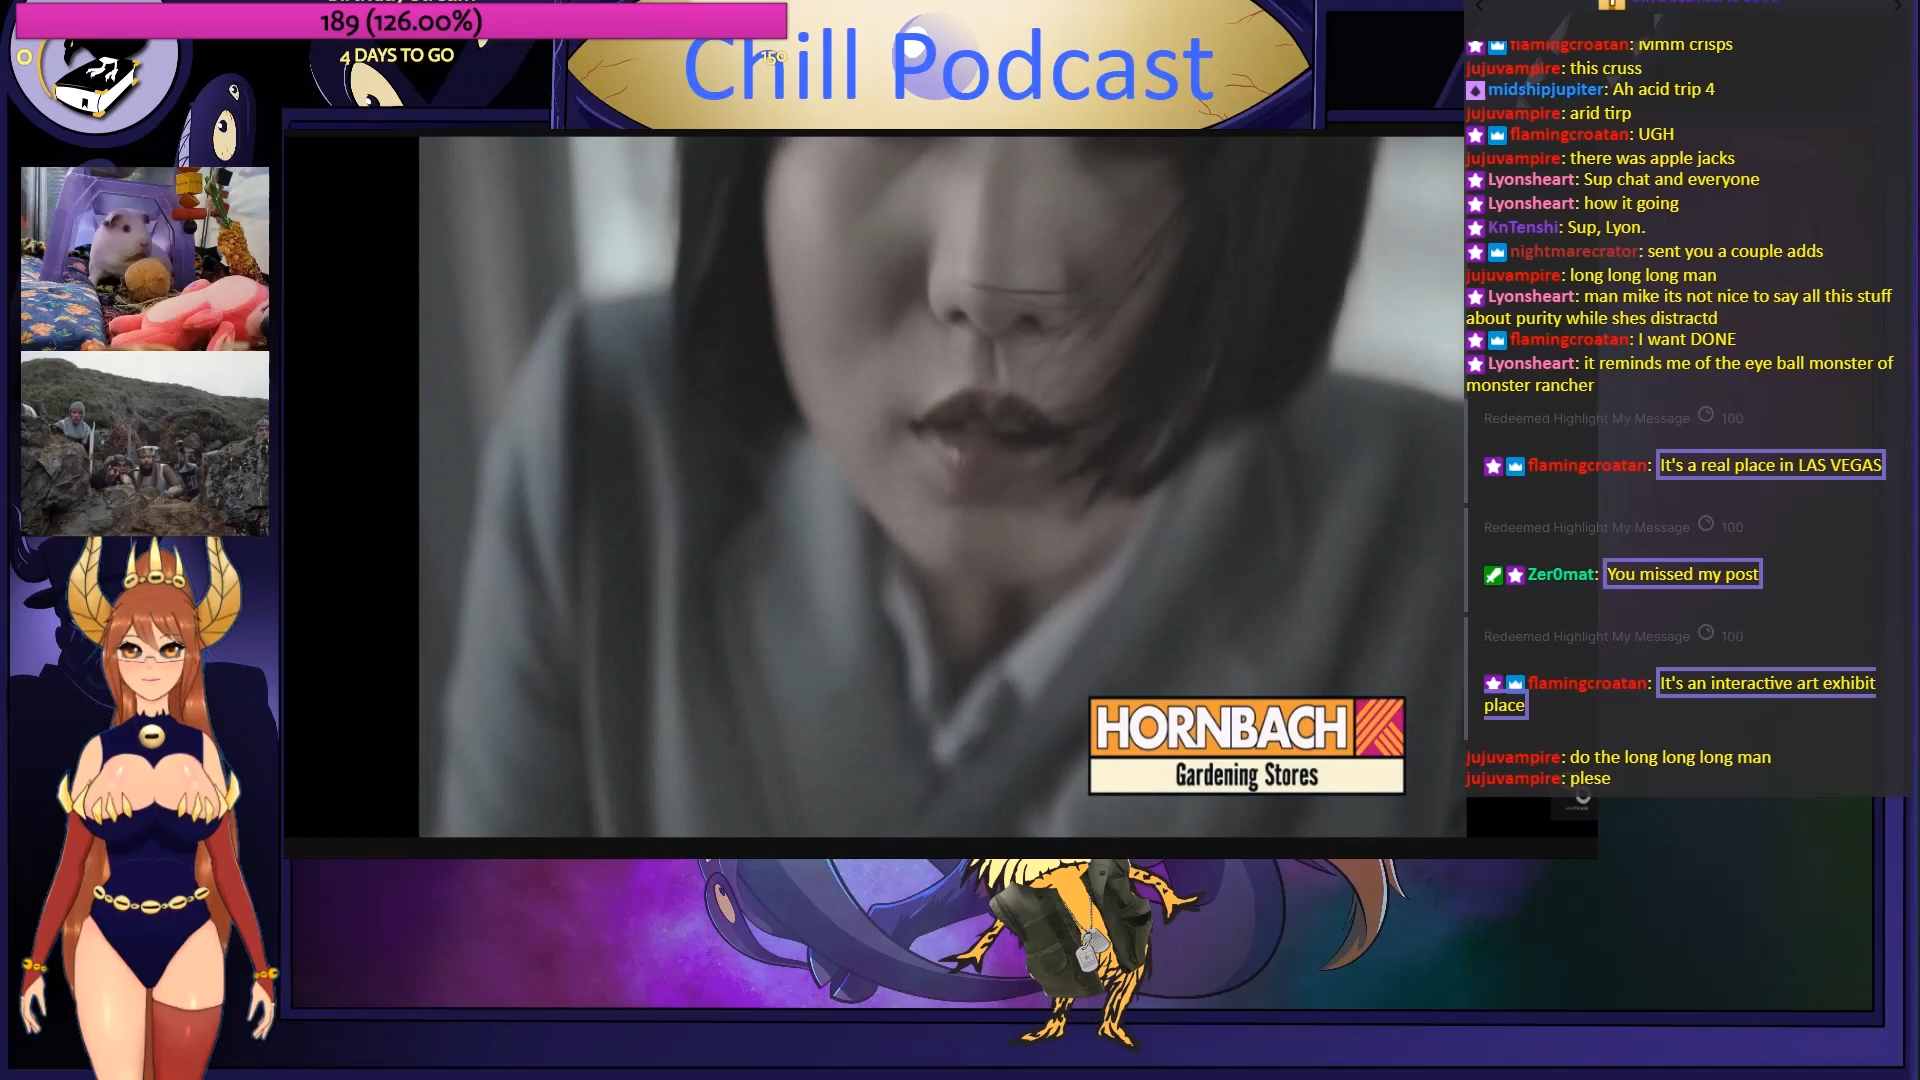 189 (126.00%)
4 DAYS TO GO
0
Chill Podcast
HORNBACH
Gardening Stores
flamingcroatan: Mmm crisps
jujuvampire: this cruss
midshipjupiter: Ah acid trip 4
jujuvampire: arid tirp
flamingcroatan: UGH
jujuvampire: there was apple jacks
Lyonsheart: Sup chat and everyone
Lyonsheart: how it going
KnTenshi: Sup, Lyon.
nightmarecrator: sent you a couple adds
jujuvampire: long long long man
Lyonsheart: man mike its not nice to say all this stuff
about purity while shes distractd
flamingcroatan: I want DONE
Lyonsheart: it reminds me of the eye ball monster of
monster rancher
Redeemed Highlight My Message 100
flamingcroatan: It's a real place in LAS VEGAS
Redeemed Highlight My Message 100
Zer0mat: You missed my post
Redeemed Highlight My Message 100
flamingcroatan: It's an interactive art exhibit
place
jujuvampire: do the long long long man
jujuvampire: plese